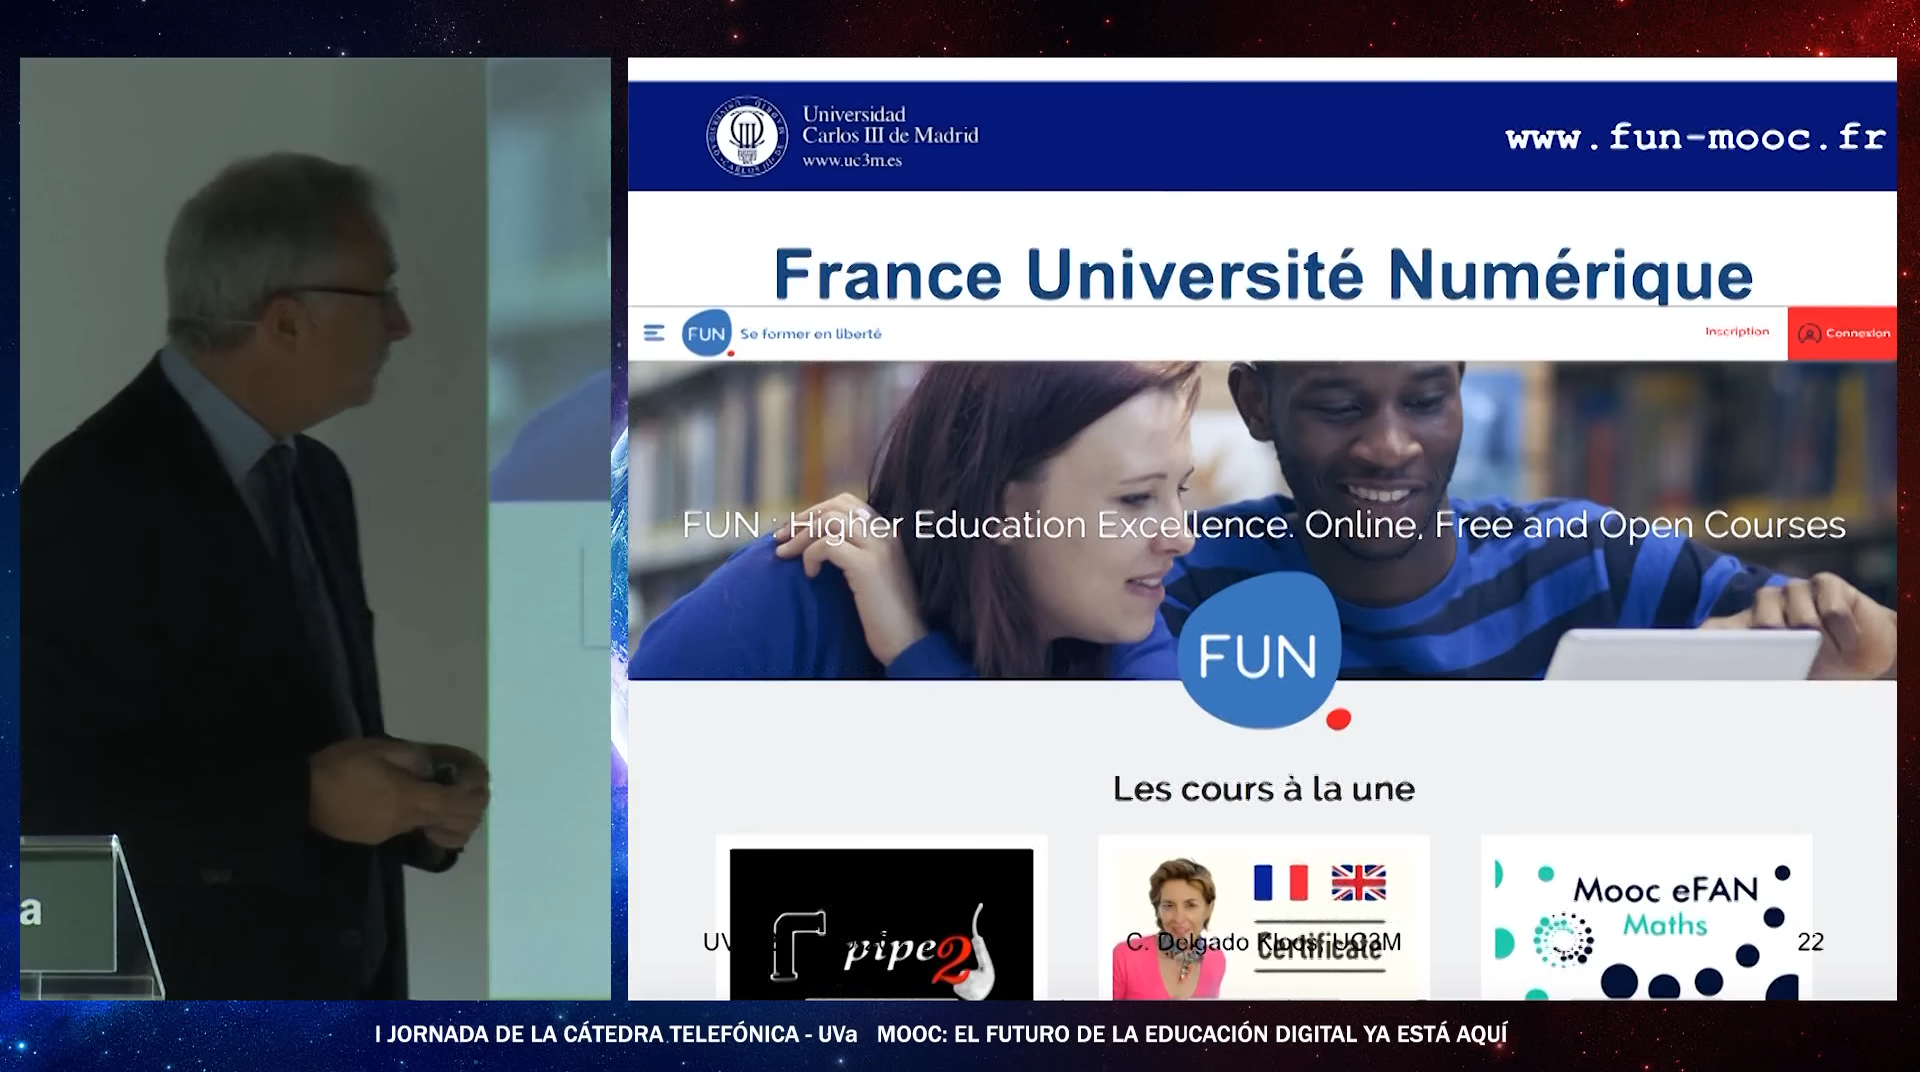 Universidad
Carlos III de Madrid
www.uc3m.es
www.fun-mooc.fr
France Université Numérique
FUN
Se former en liberté
Inscription
Connexion
FUN : Higher Education Excellence. Online, Free and Open Courses
FUN
Les cours à la une
pipe2
Certificate
Mooc eFAN
Maths
C. Delgado Kloos, UC3M
22
a
I JORNADA DE LA CÁTEDRA TELEFÓNICA - UVa MOOC: EL FUTURO DE LA EDUCACIÓN DIGITAL YA ESTÁ AQUÍ